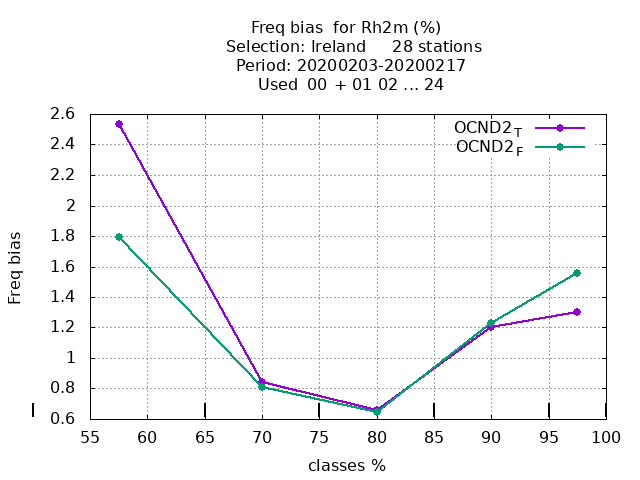 Freq bias  for Rh2m (%)
Selection: Ireland     28 stations
Period: 20200203-20200217
Used  00  + 01 02 ... 24
OCND2T
OCND2F
2.6
2.4
2.2
2
1.8
1.6
1.4
1.2
1
0.8
0.6
Freq bias
55 60 65 70 75 80 85 90 95 100
classes %